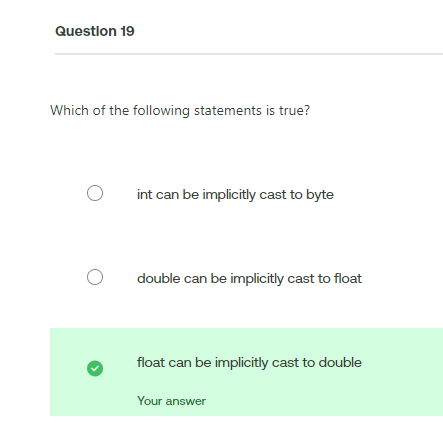 Question 19
Which of the following statements is true?
int can be implicitly cast to byte
double can be implicitly cast to float
float can be implicitly cast to double
Your answer